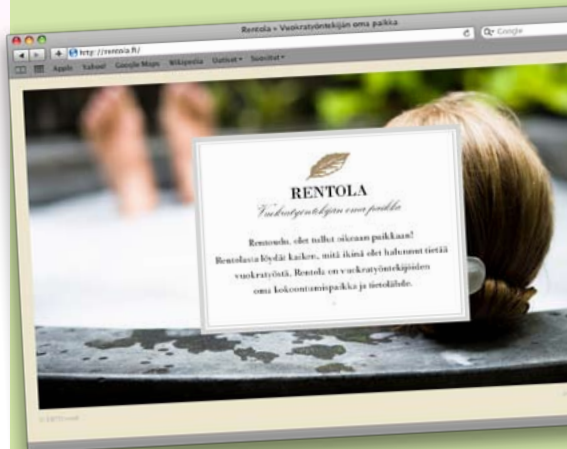 Rentola » Vuokratyöntekijän oma paikka
http://rentola.fi/
Google
Apple Yahoo! Google Maps Wikipedia Uutiset Suositut
RENTOLA
Vuokratyöntekijän oma paikka
Rentoudu, olet tullut oikeaan paikkaan!
Rentolasta löydät kaiken, mitä ikinä olet halunnut tietää
vuokratyöstä. Rentola on vuokratyöntekijöiden
oma kokoontumispaikka ja tietolähde.